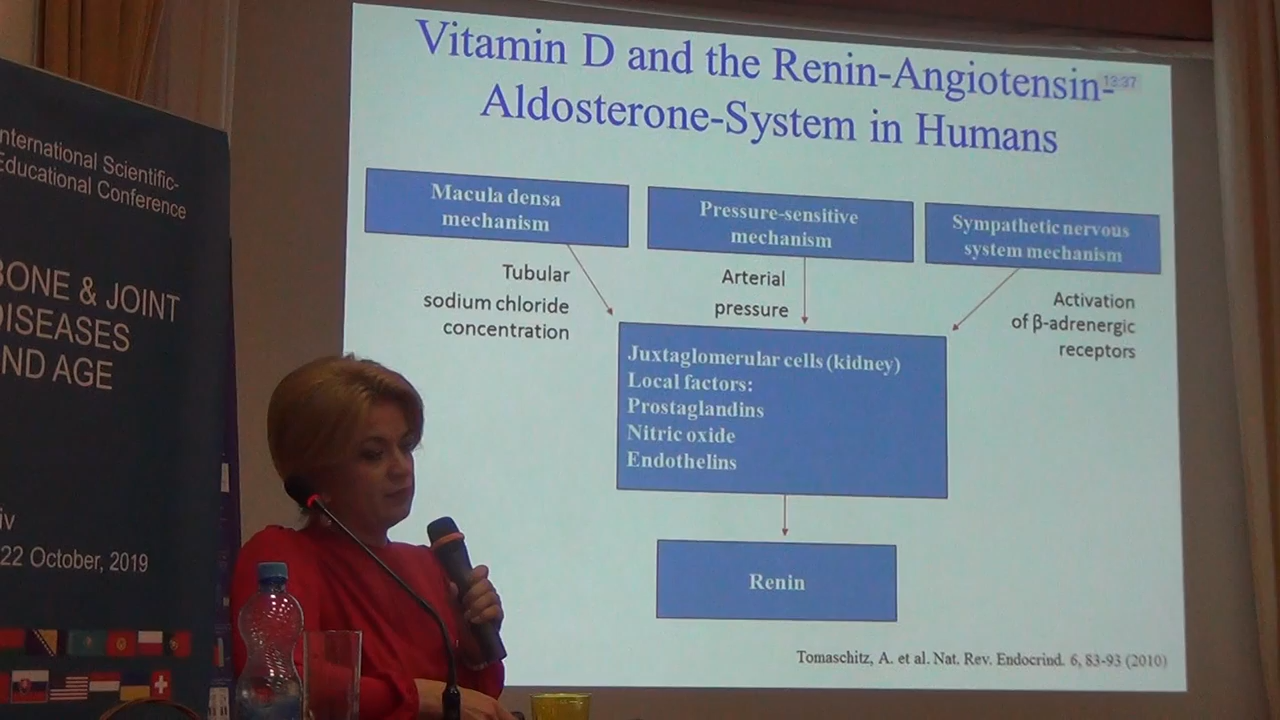 nternational Scientific-
Educational Conference
BONE & JOINT
DISEASES
ND AGE
iv
22 October, 2019
Vitamin D and the Renin-Angiotensin-
13:37
Aldosterone-System in Humans
Macula densa
mechanism
Pressure-sensitive
mechanism
Sympathetic nervous
system mechanism
Tubular
sodium chloride
concentration
Arterial
pressure
Activation
of β-adrenergic
receptors
Juxtaglomerular cells (kidney)
Local factors:
Prostaglandins
Nitric oxide
Endothelins
Renin
Tomaschitz, A. et al. Nat. Rev. Endocrind. 6, 83-93 (2010)